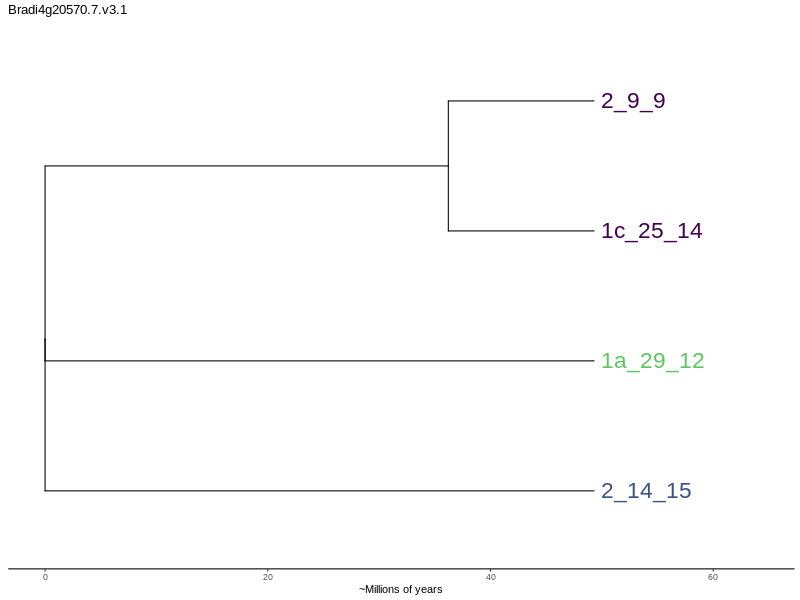 Bradi4g20570.7.v3.1
2_9_9
1c_25_14
1a_29_12
2_14_15
0 20 40 60
~Millions of years